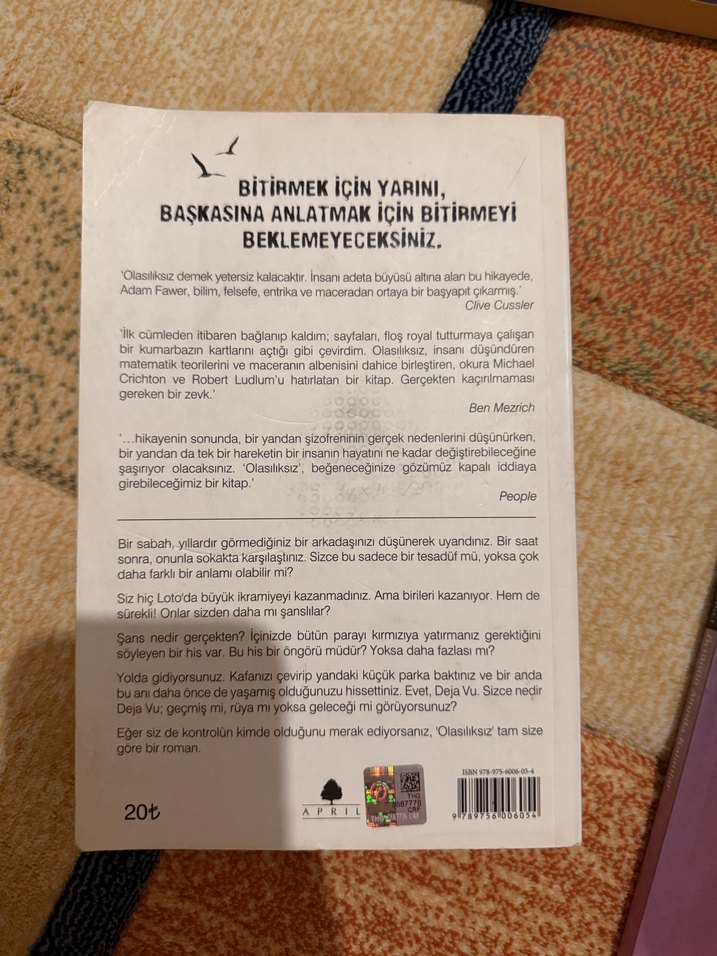 BİTİRMEK İÇİN YARINI,
BAŞKASINA ANLATMAK İÇİN BİTİRMEYİ
BEKLEMEYECEKSİNİZ.
'Olasılıksız demek yetersiz kalacaktır. İnsanı adeta büyüsü altına alan bu hikayede,
Adam Fawer, bilim, felsefe, entrika ve maceradan ortaya bir başyapıt çıkarmış.'
Clive Cussler
'İlk cümleden itibaren bağlanıp kaldım; sayfaları, floş royal tutturmaya çalışan
bir kumarbazın kartlarını açtığı gibi çevirdim. Olasılıksız, insanı düşündüren
matematik teorilerini ve maceranın albenisini dahice birleştiren, okura Michael
Crichton ve Robert Ludlum'u hatırlatan bir kitap. Gerçekten kaçırılmaması
gereken bir zevk.'
Ben Mezrich
'...hikayenin sonunda, bir yandan şizofreninin gerçek nedenlerini düşünürken,
bir yandan da tek bir hareketin bir insanın hayatını ne kadar değiştirebileceğine
şaşırıyor olacaksınız. 'Olasılıksız', beğeneceğinize gözümüz kapalı iddiaya
girebileceğimiz bir kitap.'
People
Bir sabah, yıllardır görmediğiniz bir arkadaşınızı düşünerek uyandınız. Bir saat
sonra, onunla sokakta karşılaştınız. Sizce bu sadece bir tesadüf mü, yoksa çok
daha farklı bir anlamı olabilir mi?
Siz hiç Loto'da büyük ikramiyeyi kazanmadınız. Ama birileri kazanıyor. Hem de
sürekli! Onlar sizden daha mı şanslılar?
Şans nedir gerçekten? İçinizde bütün parayı kırmızıya yatırmanız gerektiğini
söyleyen bir his var. Bu his bir öngörü müdür? Yoksa daha fazlası mı?
Yolda gidiyorsunuz. Kafanızı çevirip yandaki küçük parka baktınız ve bir anda
bu anı daha önce de yaşamış olduğunuzu hissettiniz. Evet, Deja Vu. Sizce nedir
Deja Vu; geçmiş mi, rüya mı yoksa geleceği mi görüyorsunuz?
Eğer siz de kontrolün kimde olduğunu merak ediyorsanız, 'Olasılıksız' tam size
göre bir roman.
ISBN 978-975-6006-05-4
THG
687776
CAF
THG 687776 CAF
20₺
APRIL
9 789756 006054